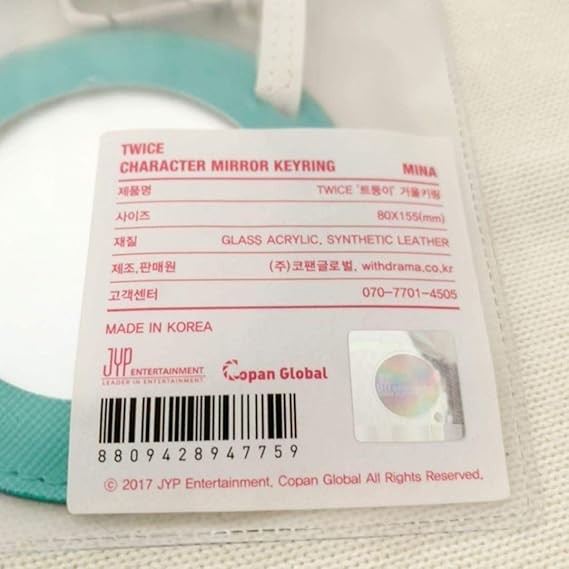 TWICE
CHARACTER MIRROR KEYRING MINA
제품명 TWICE '트둥이' 거울키링
사이즈 80X155(mm)
재질 GLASS ACRYLIC, SYNTHETIC LEATHER
제조,판매원 (주)코팬글로벌, withdrama.co.kr
고객센터 070-7701-4505
MADE IN KOREA
JYP ENTERTAINMENT Copan Global
LEADER IN ENTERTAINMENT
8809428947759
© 2017 JYP Entertainment, Copan Global All Rights Reserved.